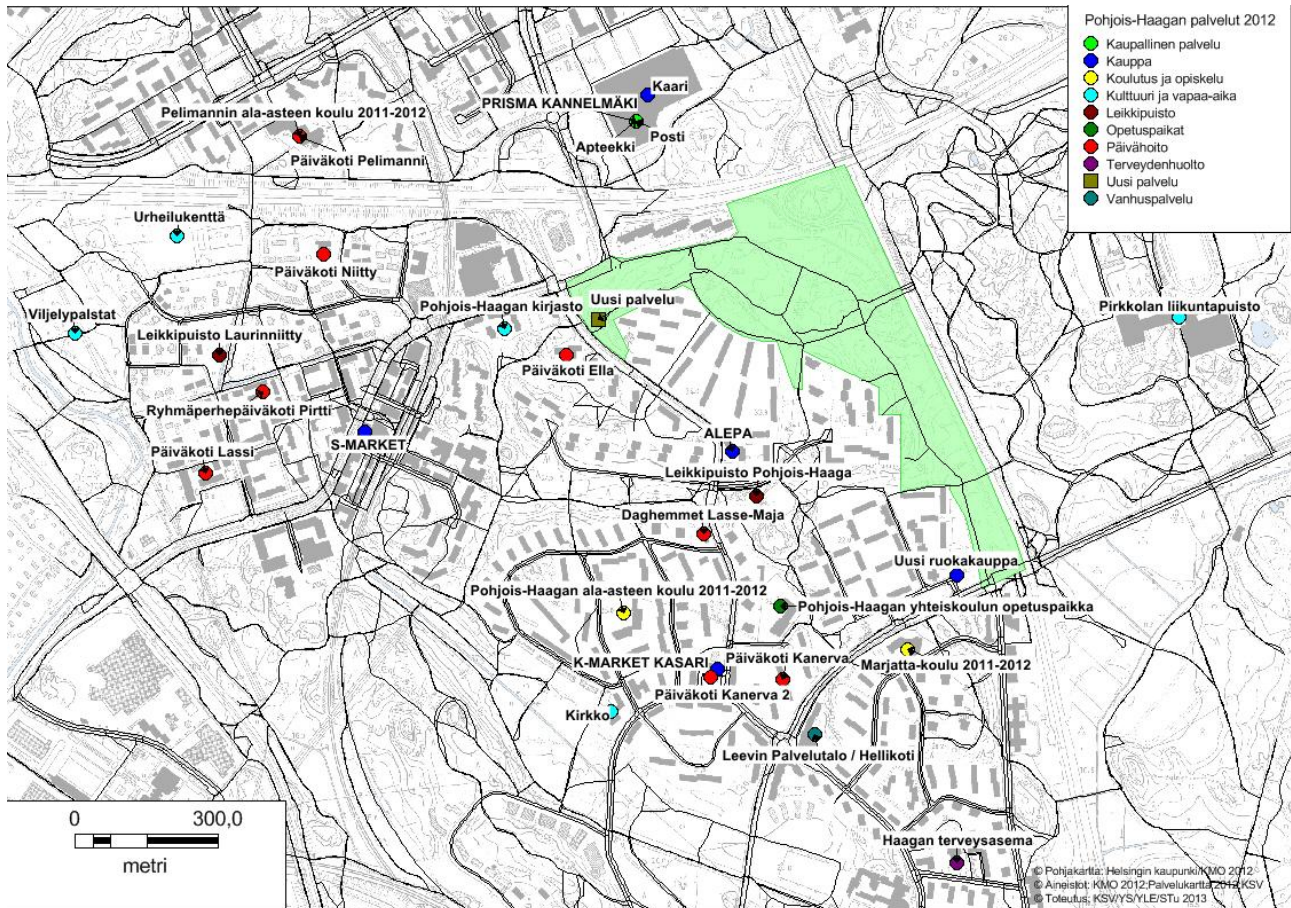 Pohjois-Haagan palvelut 2012
Kaupallinen palvelu
Kauppa
Koulutus ja opiskelu
Kulttuuri ja vapaa-aika
Leikkipuisto
Opetuspaikat
Päivähoito
Terveydenhuolto
Uusi palvelu
Vanhuspalvelu
Kaari
PRISMA KANNELMÄKI
Pelimannin ala-asteen koulu 2011-2012
Posti
Apteekki
Päiväkoti Pelimanni
Urheilukenttä
Päiväkoti Niitty
Uusi palvelu
Pohjois-Haagan kirjasto
Pirkkolan liikuntapuisto
Viljelypalstat
Leikkipuisto Laurinniitty
Päiväkoti Ella
Ryhmäperhepäiväkoti Pirtti
ALEPA
S-MARKET
Päiväkoti Lassi
Leikkipuisto Pohjois-Haaga
Daghemmet Lasse-Maja
Uusi ruokakauppa
Pohjois-Haagan ala-asteen koulu 2011-2012
Pohjois-Haagan yhteiskoulun opetuspaikka
Päiväkoti Kanerva
K-MARKET KASARI
Marjatta-koulu 2011-2012
Päiväkoti Kanerva 2
Kirkko
Leevin Palvelutalo / Hellikoti
0 300,0
metri
Haagan terveysasema
© Pohjakartta: Helsingin kaupunki/KMO 2012
© Aineistot: KMO 2012;Palvelukartta 2012;KSV
© Toteutus; KSV/YS/YLE/STu 2013